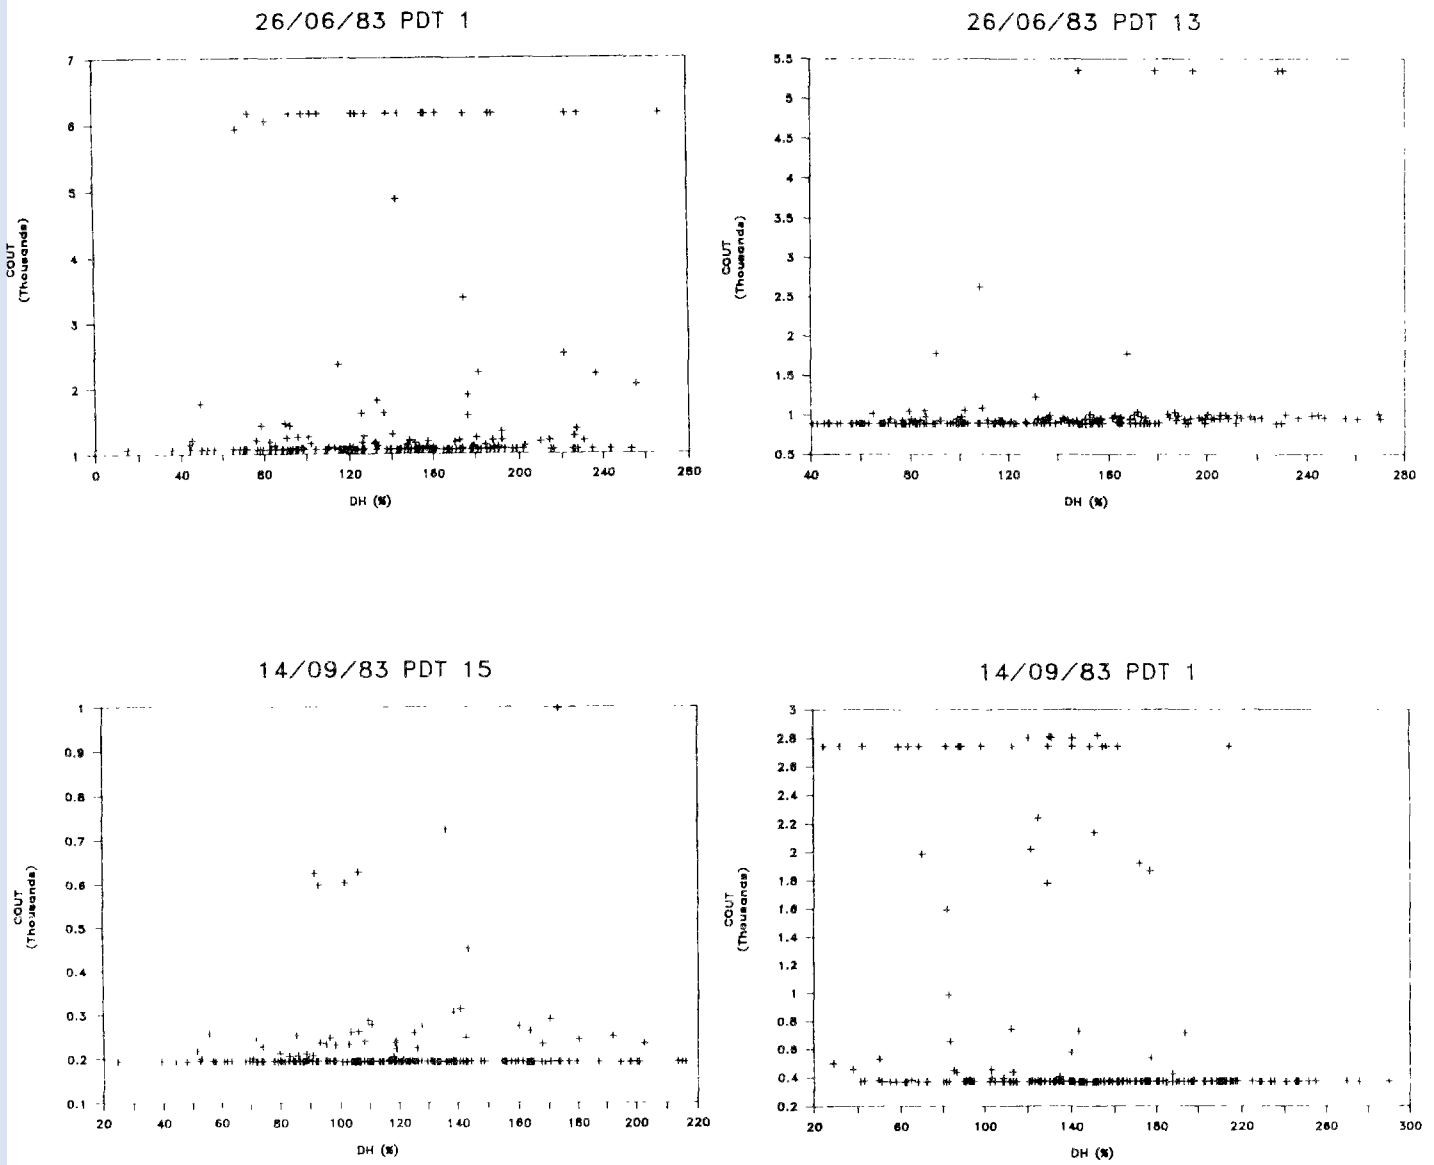 26/06/83 PDT 1
7
6
5
4
3
2
1
COUT
(Thousands)
0 40 80 120 160 200 240 280
DH (%)
26/06/83 PDT 13
5.5
5
4.5
4
3.5
3
2.5
2
1.5
1
0.5
COUT
(Thousands)
40 80 120 160 200 240 280
DH (%)
14/09/83 PDT 15
1
0.9
0.8
0.7
0.6
0.5
0.4
0.3
0.2
0.1
COUT
(Thousands)
20 40 60 80 100 120 140 160 180 200 220
DH (%)
14/09/83 PDT 1
3
2.8
2.6
2.4
2.2
2
1.8
1.6
1.4
1.2
1
0.8
0.6
0.4
0.2
COUT
(Thousands)
20 60 100 140 180 220 260 300
DH (%)